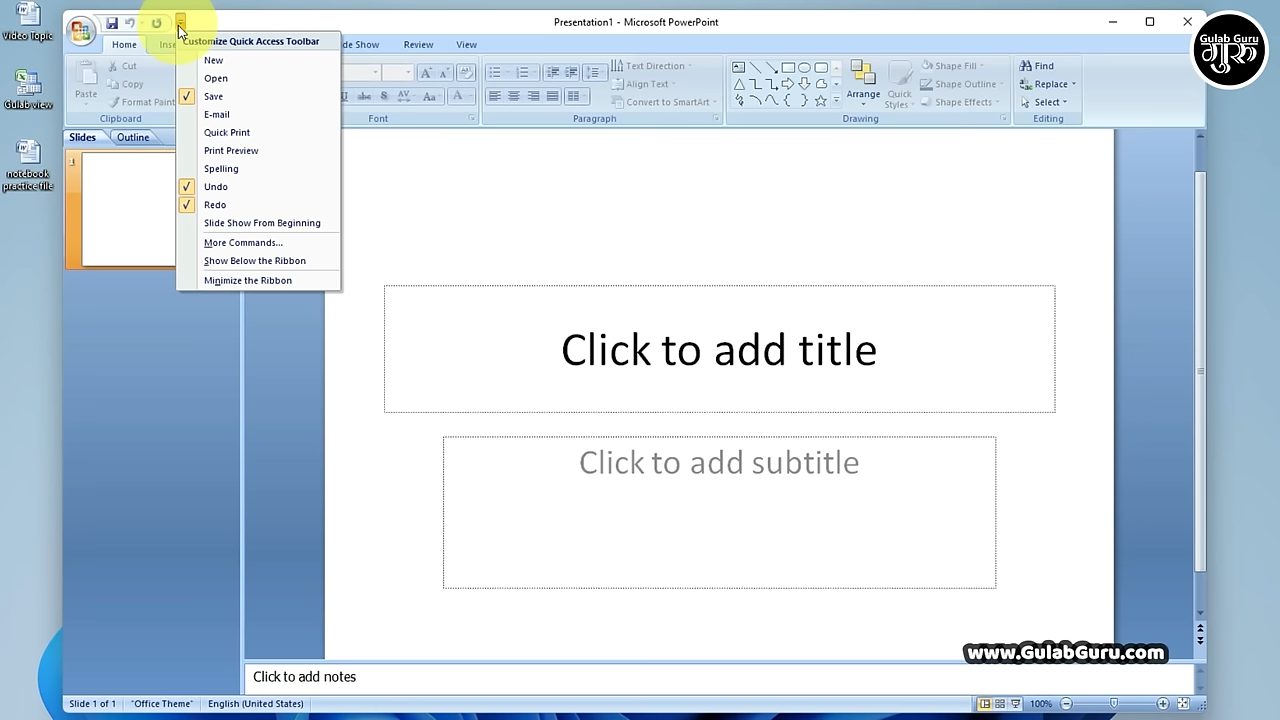 Video Topic
Gulab view
notebook
practice file
Presentation1 - Microsoft PowerPoint
Gulab Guru
गुरु
Home
Review
View
Customize Quick Access Toolbar
New
Open
Save
E-mail
Quick Print
Print Preview
Spelling
Undo
Redo
Slide Show From Beginning
More Commands...
Show Below the Ribbon
Minimize the Ribbon
Paste
Cut
Copy
Format Paint
Clipboard
Font
Text Direction
Align Text
Convert to SmartArt
Paragraph
Arrange
Quick
Styles
Shape Fill
Shape Outline
Shape Effects
Drawing
Find
Replace
Select
Editing
Slides
Outline
1
Click to add title
Click to add subtitle
www.GulabGuru.com
Click to add notes
Slide 1 of 1
"Office Theme"
English (United States)
100%